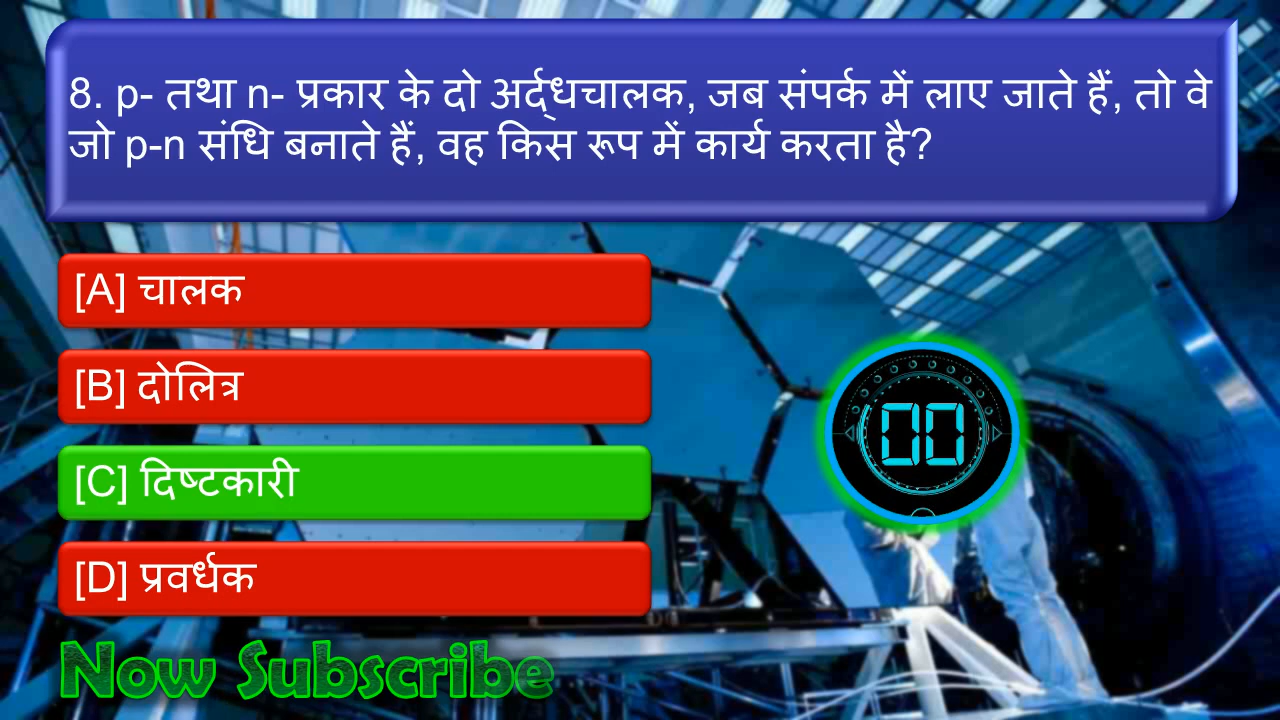 8. p- तथा n- प्रकार के दो अर्द्धचालक, जब संपर्क में लाए जाते हैं, तो वे
जो p-n संधि बनाते हैं, वह किस रूप में कार्य करता है?
[A] चालक
[B] दोलित्र
[C] दिष्टकारी
[D] प्रवर्धक
00
Now Subscribe